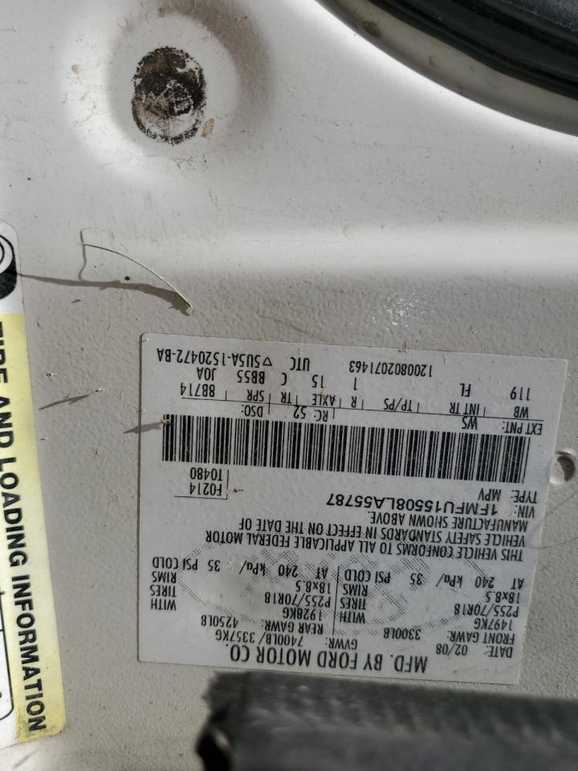 MFD. BY FORD MOTOR CO.
DATE: 02/08 GVWR: 7400LB/ 3357KG
FRONT GAWR: 3300LB REAR GAWR: 4250LB
1497KG WITH 1928KG WITH
P255/70R18 TIRES P255/70R18 TIRES
18x8.5 RIMS 18x8.5 RIMS
AT 240 kPa/ 35 PSI COLD AT 240 kPa/ 35 PSI COLD
THIS VEHICLE CONFORMS TO ALL APPLICABLE FEDERAL MOTOR
VEHICLE SAFETY STANDARDS IN EFFECT ON THE DATE OF
MANUFACTURE SHOWN ABOVE.
VIN: 1FMFU15508LA55787 F0214
TYPE: MPV T0480
EXT PNT: WS RC: 52 DSO:
WB INT TR TP/PS R AXLE TR SPR 8B714
119 FL 1 15 C BB55 J0A
1200802071463 UTC ▽5U5A-1520472-BA
TIRE AND LOADING INFORMATION